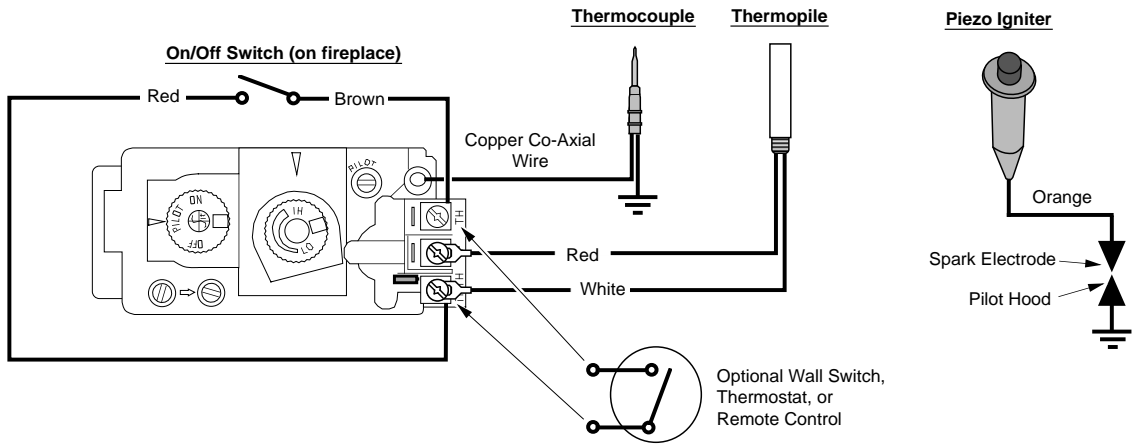 Thermocouple
Thermopile
Piezo Igniter
On/Off Switch (on fireplace)
Red
Brown
Copper Co-Axial
Wire
PILOT
ON
PILOT
OFF
HI
LO
TH
Orange
Red
Spark Electrode
White
Pilot Hood
Optional Wall Switch,
Thermostat, or
Remote Control